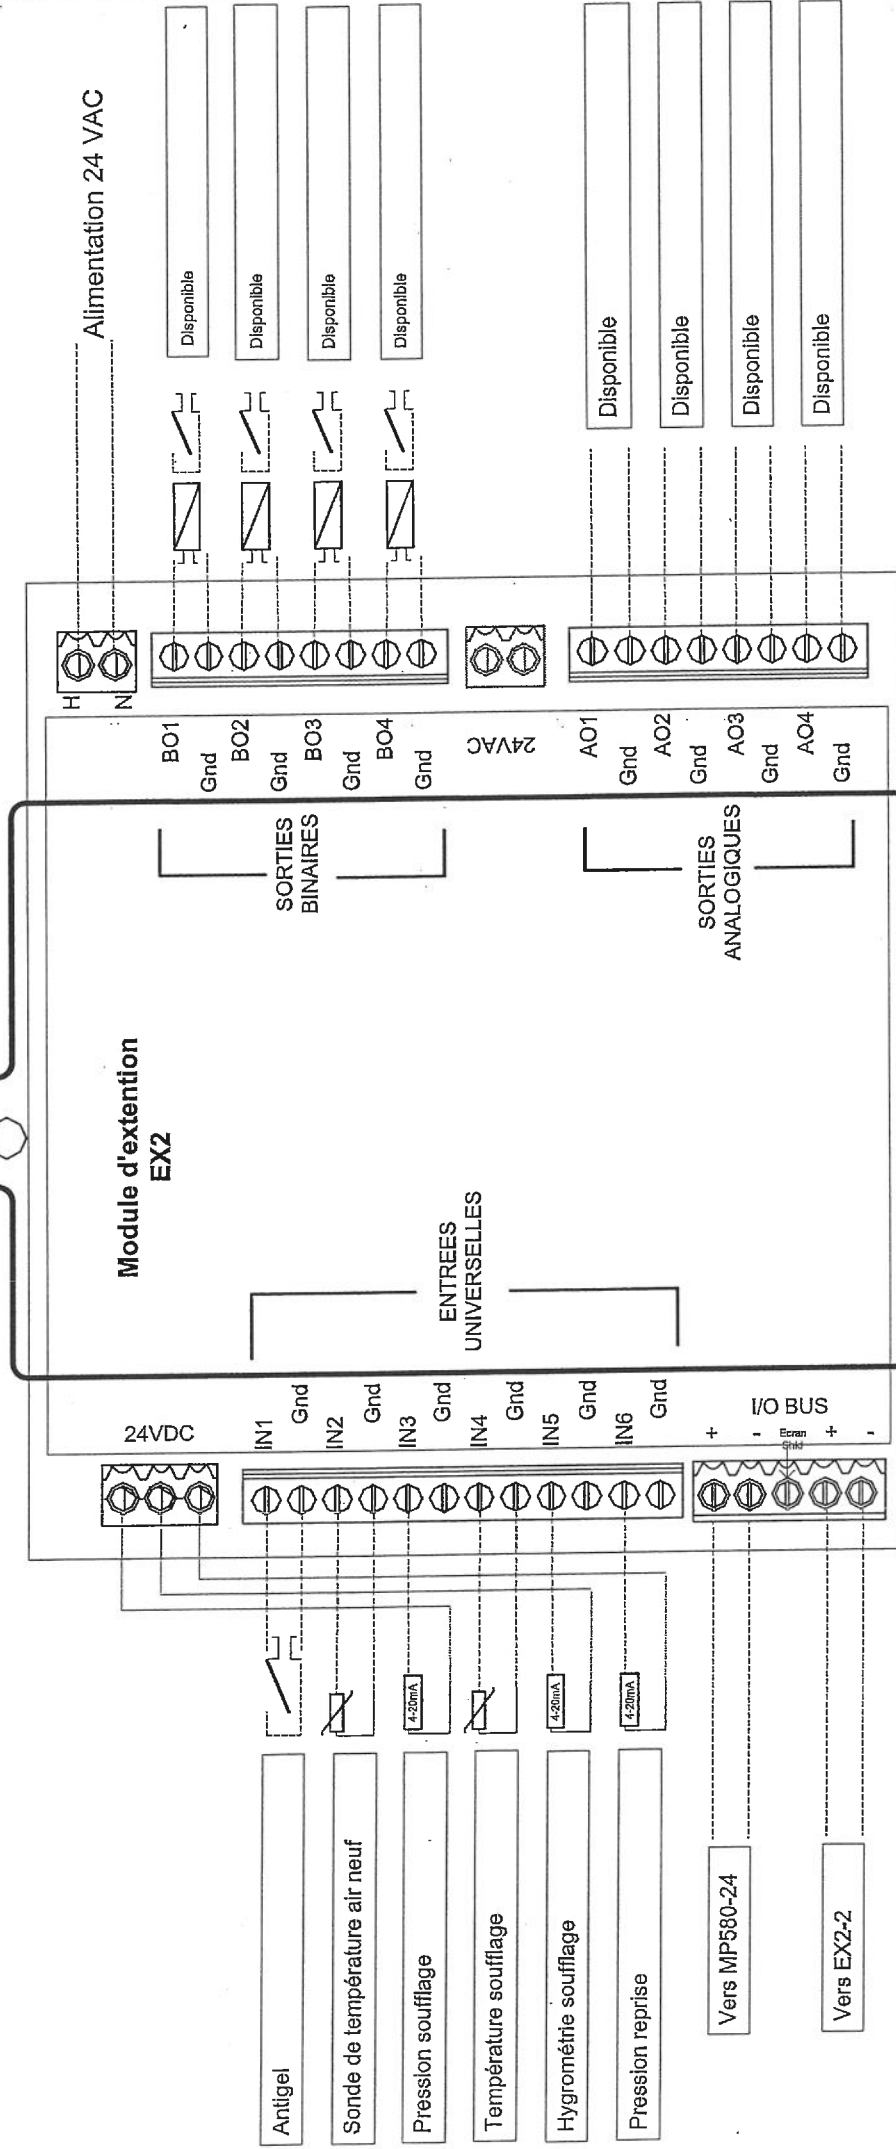 Alimentation 24 VAC
Disponible
Disponible
Disponible
Disponible
Disponible
Disponible
Disponible
Disponible
H
N
BO1
Gnd
BO2
Gnd
BO3
Gnd
BO4
Gnd
24VAC
AO1
Gnd
AO2
Gnd
AO3
Gnd
AO4
Gnd
SORTIES
BINAIRES
SORTIES
ANALOGIQUES
Module d'extention
EX2
ENTREES
UNIVERSELLES
24VDC
IN1
Gnd
IN2
Gnd
IN3
Gnd
IN4
Gnd
IN5
Gnd
IN6
Gnd
I/O BUS
+
-
Ecran
Shld
+
-
4-20mA
4-20mA
4-20mA
Antigel
Sonde de température air neuf
Pression soufflage
Température soufflage
Hygrométrie soufflage
Pression reprise
Vers MP580-24
Vers EX2-2